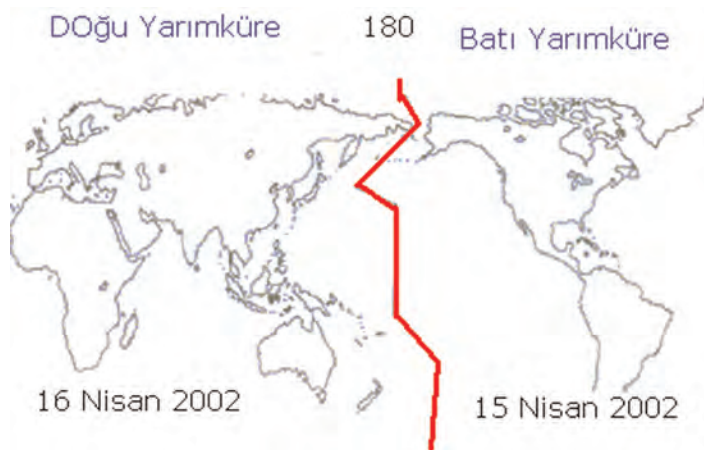 DOğu Yarımküre
180
Batı Yarımküre
16 Nisan 2002
15 Nisan 2002